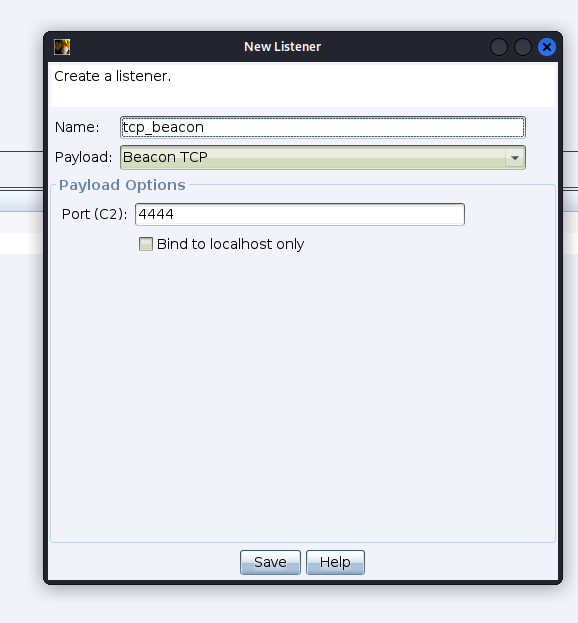 New Listener
Create a listener.
Name: tcp_beacon
Payload: Beacon TCP
Payload Options
Port (C2): 4444
Bind to localhost only
Save Help